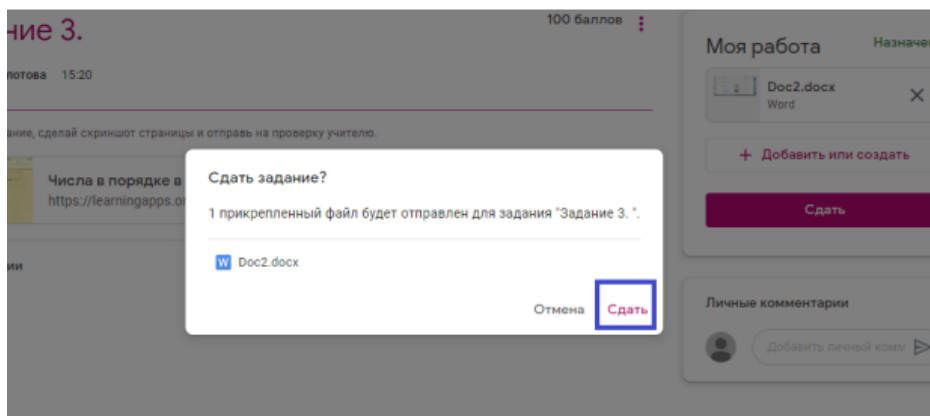 ние 3.
100 баллов
лотова 15:20
ание, сделай скриншот страницы и отправь на проверку учителю.
Числа в порядке в
https://learningapps.or
ии
Сдать задание?
1 прикрепленный файл будет отправлен для задания "Задание 3. ".
W Doc2.docx
Отмена Сдать
Моя работа
Назначе
Doc2.docx
Word
+ Добавить или создать
Сдать
Личные комментарии
Добавить личный комм